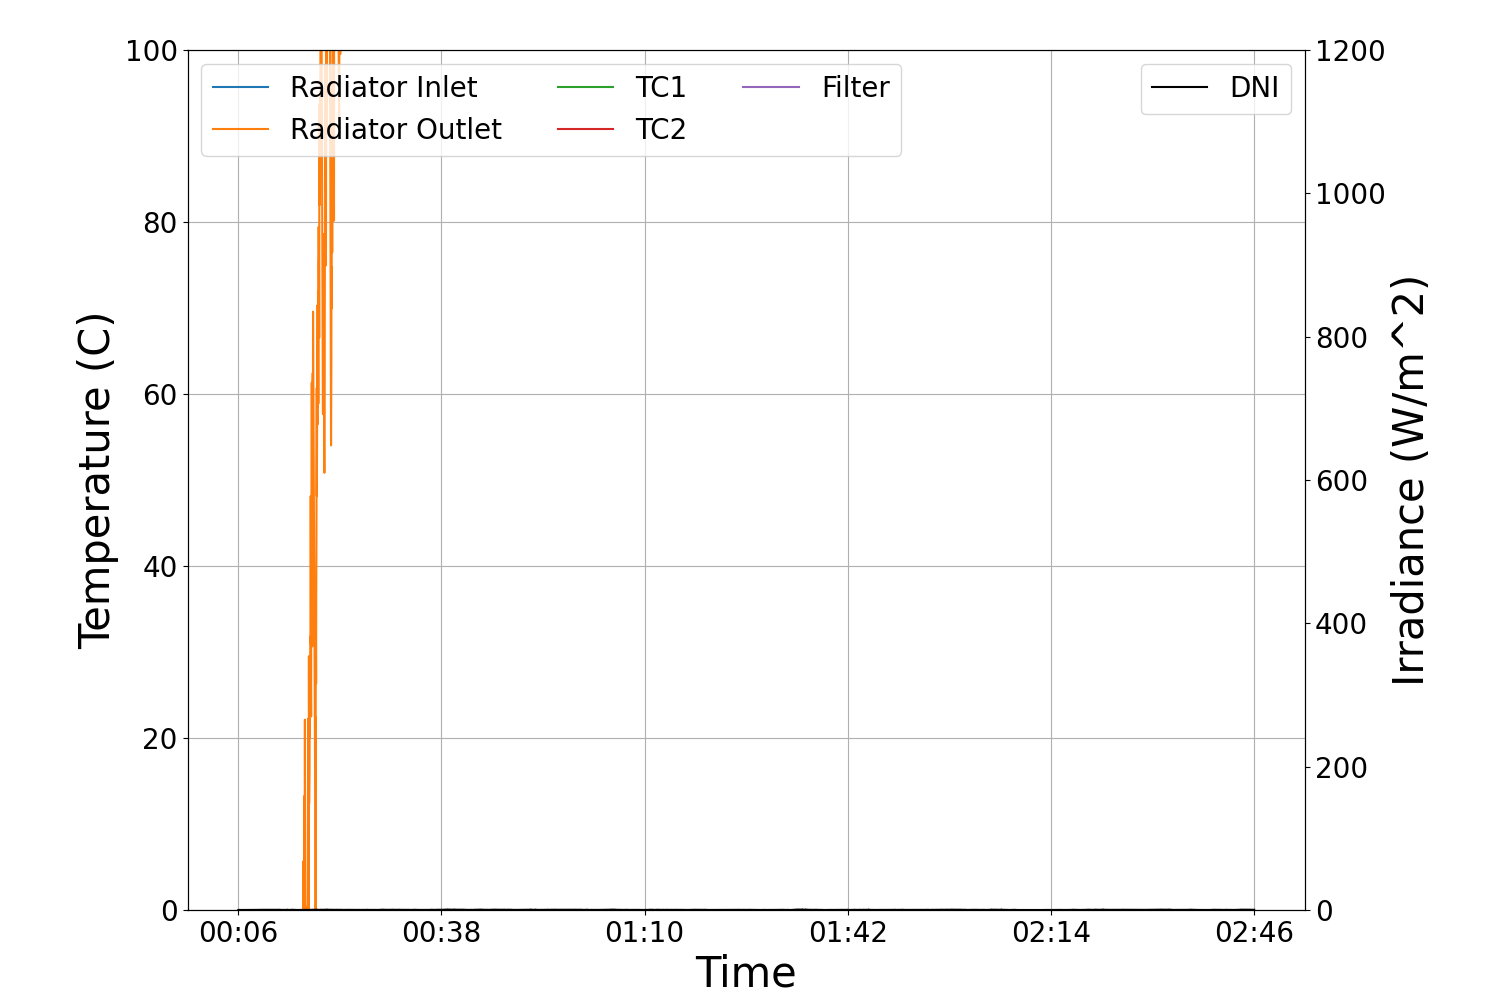 100
80
60
40
20
0
Temperature (C)
Radiator Inlet
Radiator Outlet
TC1
TC2
Filter
DNI
1200
1000
800
600
400
200
0
Irradiance (W/m^2)
00:06 00:38 01:10 01:42 02:14 02:46
Time